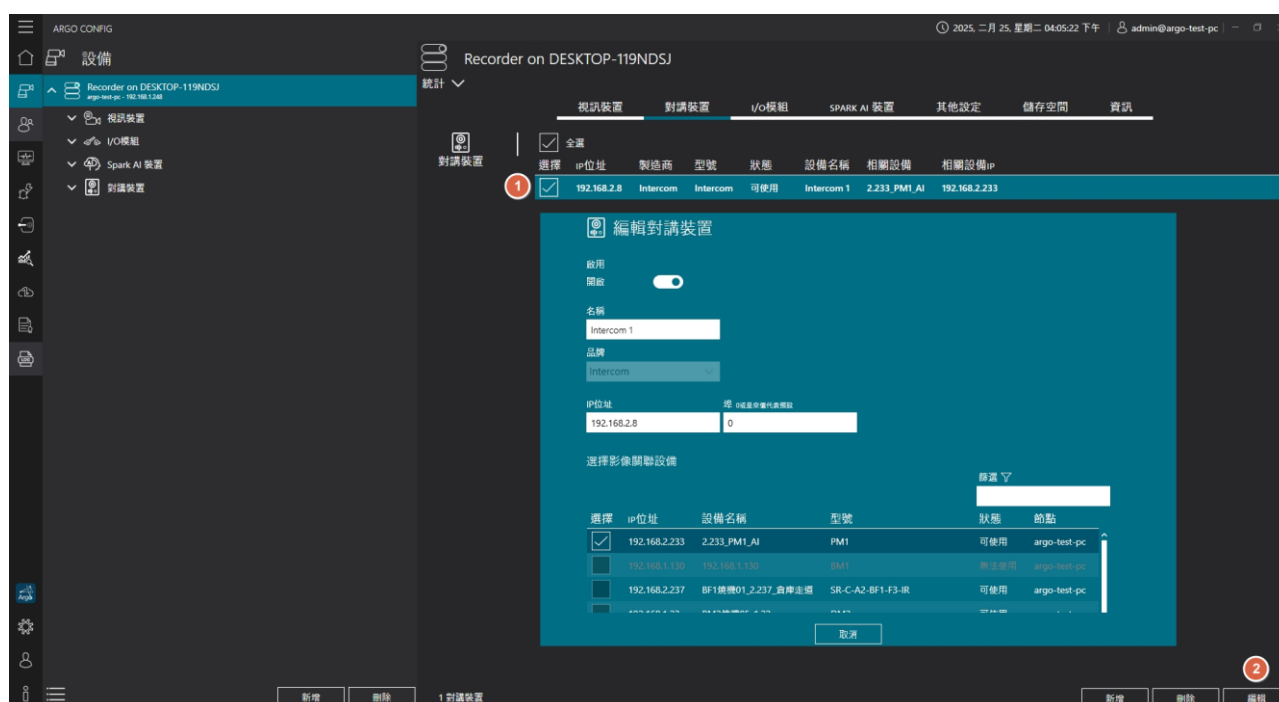 ARGO CONFIG
2025, 二月 25, 星期二 04:05:22 下午
admin@argo-test-pc
設備
Recorder on DESKTOP-119NDSJ
Recorder on DESKTOP-119NDSJ
argo-test-pc - 192.168.1.248
統計
視訊裝置 對講裝置 I/O模組 SPARK AI 裝置 其他設定 儲存空間 資訊
視訊裝置
I/O模組
Spark AI 裝置
對講裝置
對講裝置
全選
選擇 IP位址 製造商 型號 狀態 設備名稱 相關設備 相關設備IP
1
192.168.2.8 Intercom Intercom 可使用 Intercom 1 2.233_PM1_AI 192.168.2.233
編輯對講裝置
啟用
開啟
名稱
Intercom 1
品牌
Intercom
IP位址 埠 0或是空值代表預設
192.168.2.8 0
選擇影像關聯設備
篩選
選擇 IP位址 設備名稱 型號 狀態 節點
192.168.2.233 2.233_PM1_AI PM1 可使用 argo-test-pc
192.168.1.130 192.168.1.130 BM1 無法使用 argo-test-pc
192.168.2.237 BF1燒機01_2.237_倉庫走道 SR-C-A2-BF1-F3-IR 可使用 argo-test-pc
取消
2
Argo
LOG
新增 刪除
1 對講裝置
新增 刪除 編輯